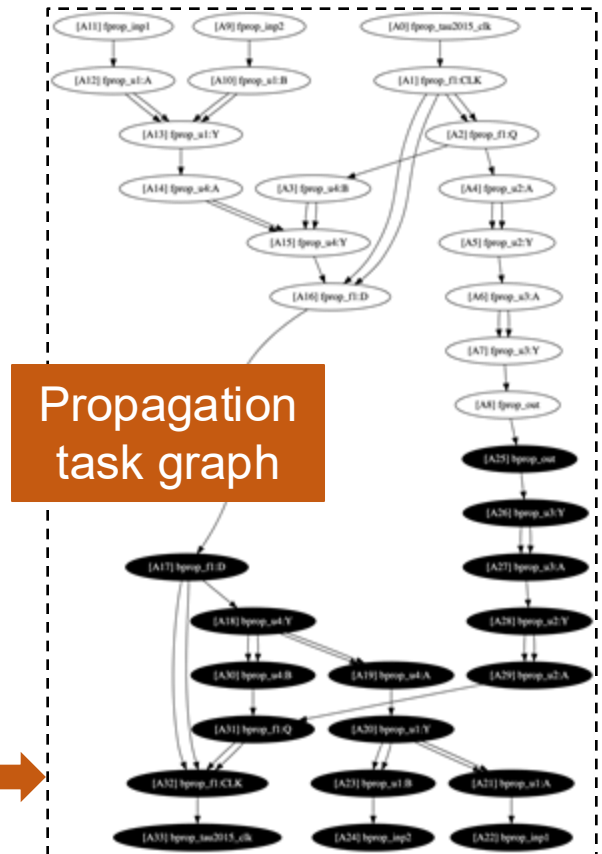 [A11] fprop_inp1 [A9] fprop_inp2 [A0] fprop_tau2015_clk
[A12] fprop_u1:A [A10] fprop_u1:B [A1] fprop_f1:CLK
[A13] fprop_u1:Y [A2] fprop_f1:Q
[A14] fprop_u4:A [A3] fprop_u4:B [A4] fprop_u2:A
[A15] fprop_u4:Y [A5] fprop_u2:Y
[A16] fprop_f1:D [A6] fprop_u3:A
[A7] fprop_u3:Y
Propagation
task graph
[A8] fprop_out
[A25] bprop_out
[A26] bprop_u3:Y
[A17] bprop_f1:D [A27] bprop_u3:A
[A18] bprop_u4:Y [A28] bprop_u2:Y
[A30] bprop_u4:B [A19] bprop_u4:A [A29] bprop_u2:A
[A31] bprop_f1:Q [A20] bprop_u1:Y
[A32] bprop_f1:CLK [A23] bprop_u1:B [A21] bprop_u1:A
[A33] bprop_tau2015_clk [A24] bprop_inp2 [A22] bprop_inp1